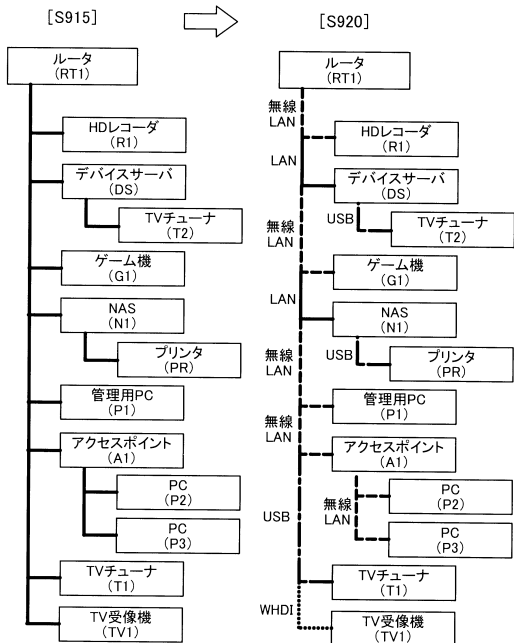 [S915]
[S920]
ルータ
(RT1)
HDレコーダ
(R1)
デバイスサーバ
(DS)
TVチューナ
(T2)
ゲーム機
(G1)
NAS
(N1)
プリンタ
(PR)
管理用PC
(P1)
アクセスポイント
(A1)
PC
(P2)
PC
(P3)
TVチューナ
(T1)
TV受像機
(TV1)
ルータ
(RT1)
無線
LAN
HDレコーダ
(R1)
LAN
デバイスサーバ
(DS)
USB
TVチューナ
(T2)
無線
LAN
ゲーム機
(G1)
LAN
NAS
(N1)
USB
プリンタ
(PR)
無線
LAN
管理用PC
(P1)
無線
LAN
アクセスポイント
(A1)
無線
LAN
PC
(P2)
PC
(P3)
USB
TVチューナ
(T1)
WHDI
TV受像機
(TV1)